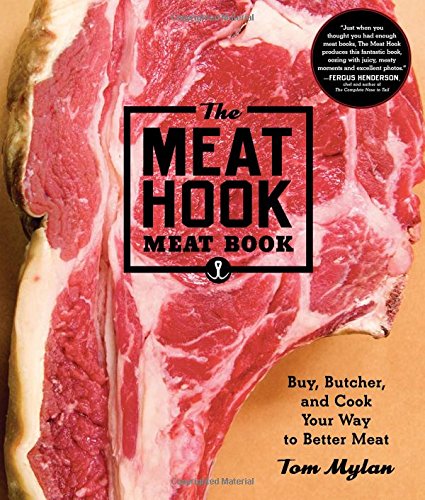 "Just when you
thought you had enough
meat books, The Meat Hook
produces this fantastic book,
oozing with juicy, meaty
moments and excellent photos."
—FERGUS HENDERSON,
chef and author of
The Complete Nose to Tail
The
MEAT
HOOK
MEAT BOOK
Buy, Butcher,
and Cook
Your Way
to Better Meat
Tom Mylan